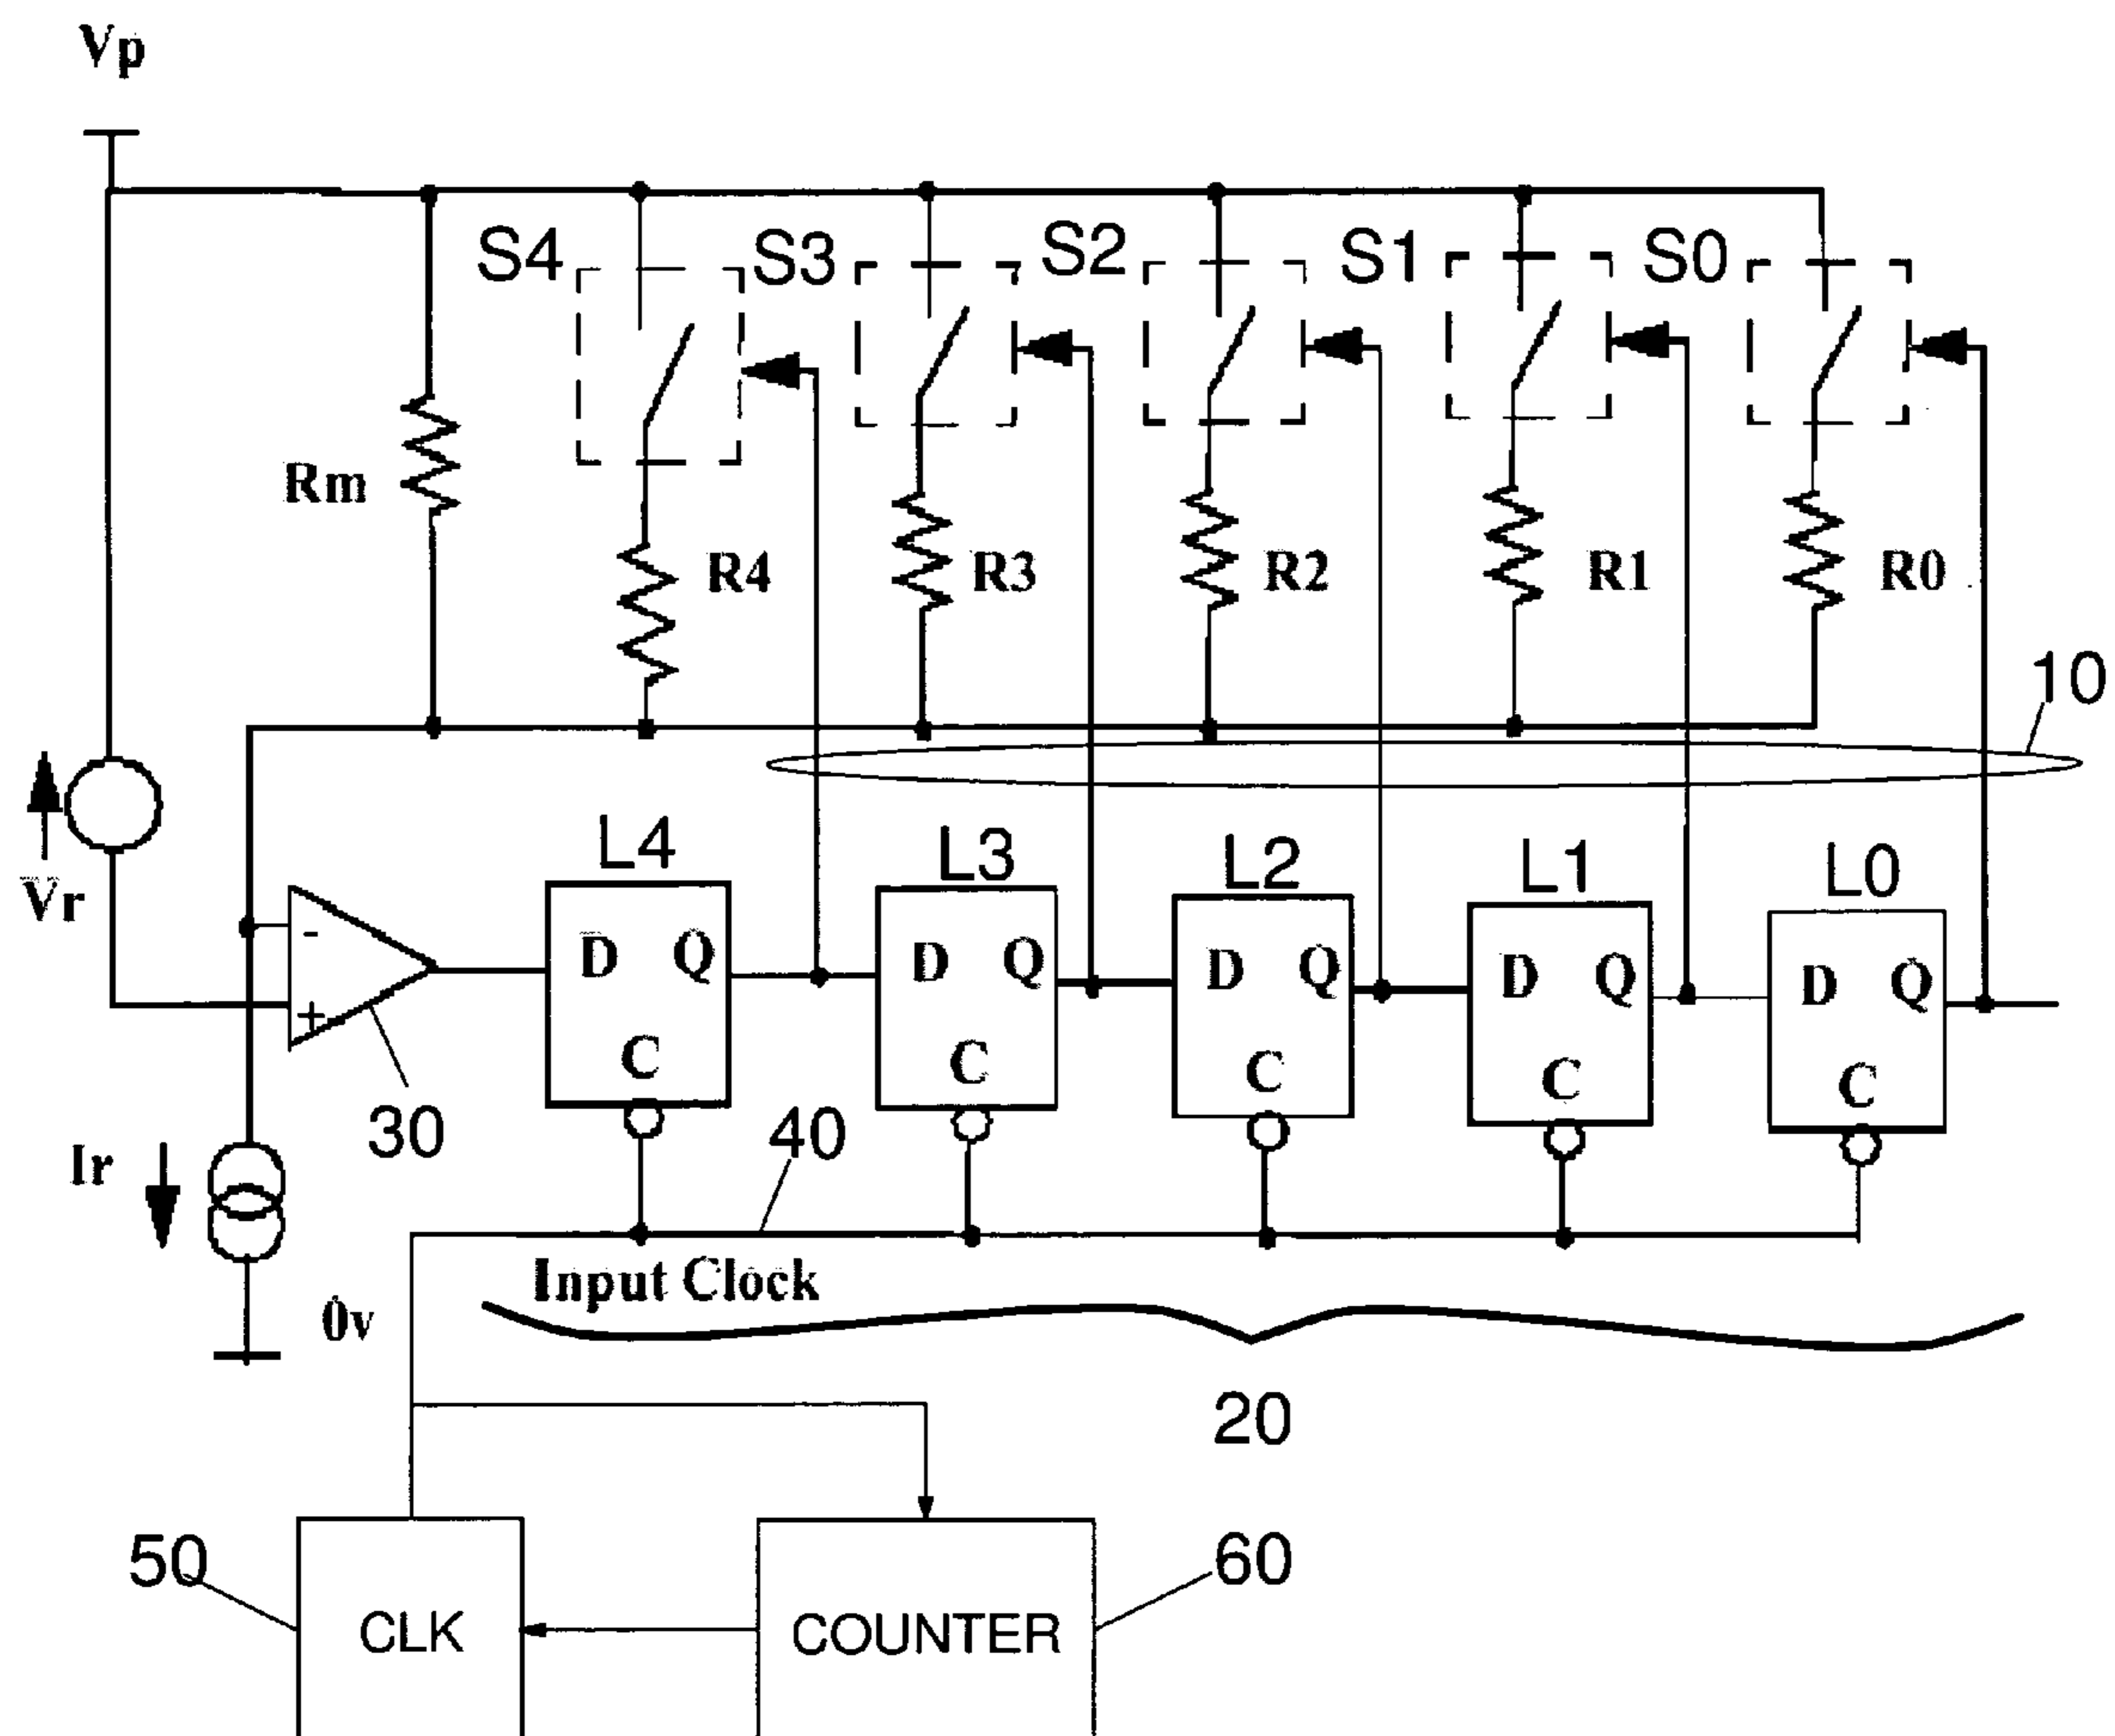 Vp
S4 S3 S2 S1 S0
Rm R4 R3 R2 R1 R0
10
Vr
L4 L3 L2 L1 L0
- D Q D Q D Q D Q D Q
+ C C C C C
30 40
Ir
Input Clock
0v
20
50 60
CLK COUNTER